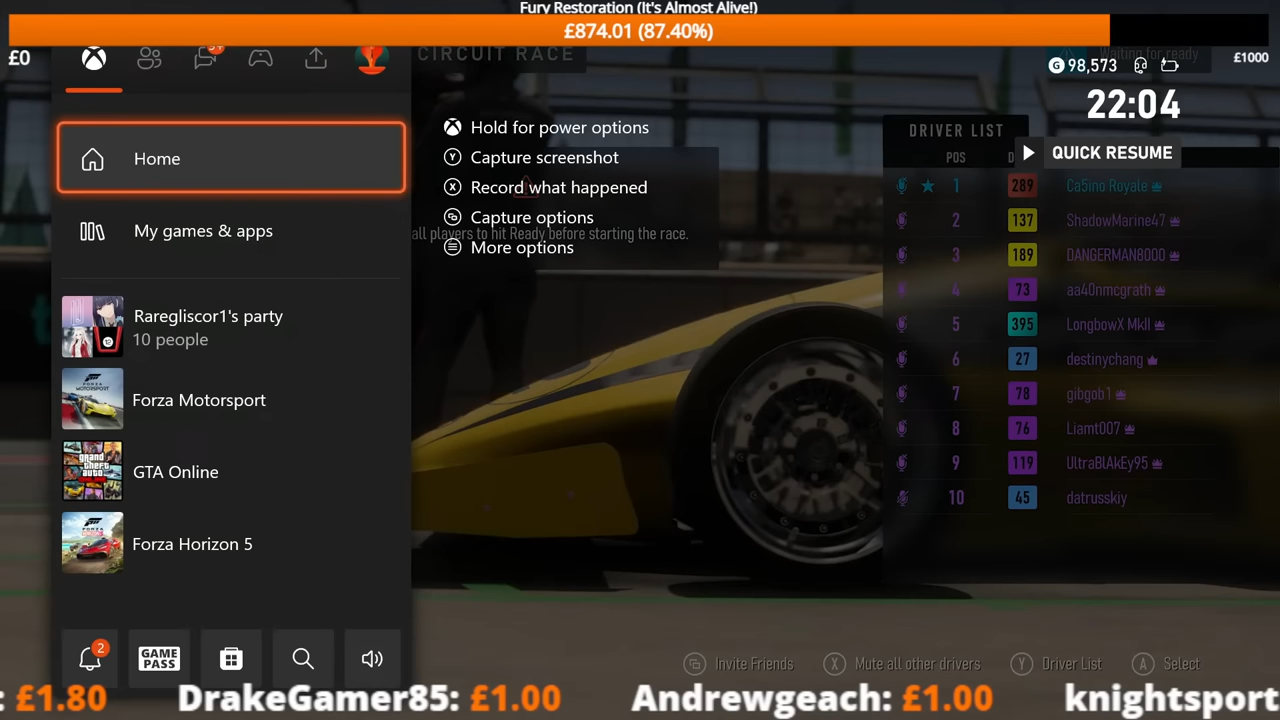 Fury Restoration (It's Almost Alive!)
£874.01 (87.40%)
£0
£1000
CIRCUIT RACE
Waiting for ready
98,573
22:04
QUICK RESUME
Home
My games & apps
Raregliscor1's party
10 people
Forza Motorsport
GTA Online
Forza Horizon 5
2
GAME PASS
Hold for power options
Capture screenshot
Record what happened
Capture options
all players to hit Ready before starting the race.
More options
DRIVER LIST
POS
1 289 Ca5ino Royale
2 137 ShadowMarine47
3 189 DANGERMAN8000
4 73 aa40nmcgrath
5 395 LongbowX MkII
6 27 destinychang
7 78 gibgob1
8 76 Liamt007
9 119 UltraBlAkEy95
10 45 datrusskiy
Invite Friends
Mute all other drivers
Driver List
Select
: £1.80 DrakeGamer85: £1.00 Andrewgeach: £1.00 knightsport